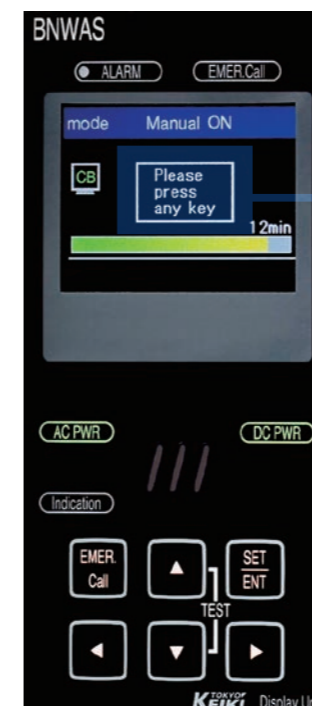 BNWAS
ALARM EMER.Call
mode Manual ON
CB
Please
press
any key
12min
AC PWR DC PWR
Indication
EMER.
Call
SET
ENT
TEST
TOKYO
KEIKI Display